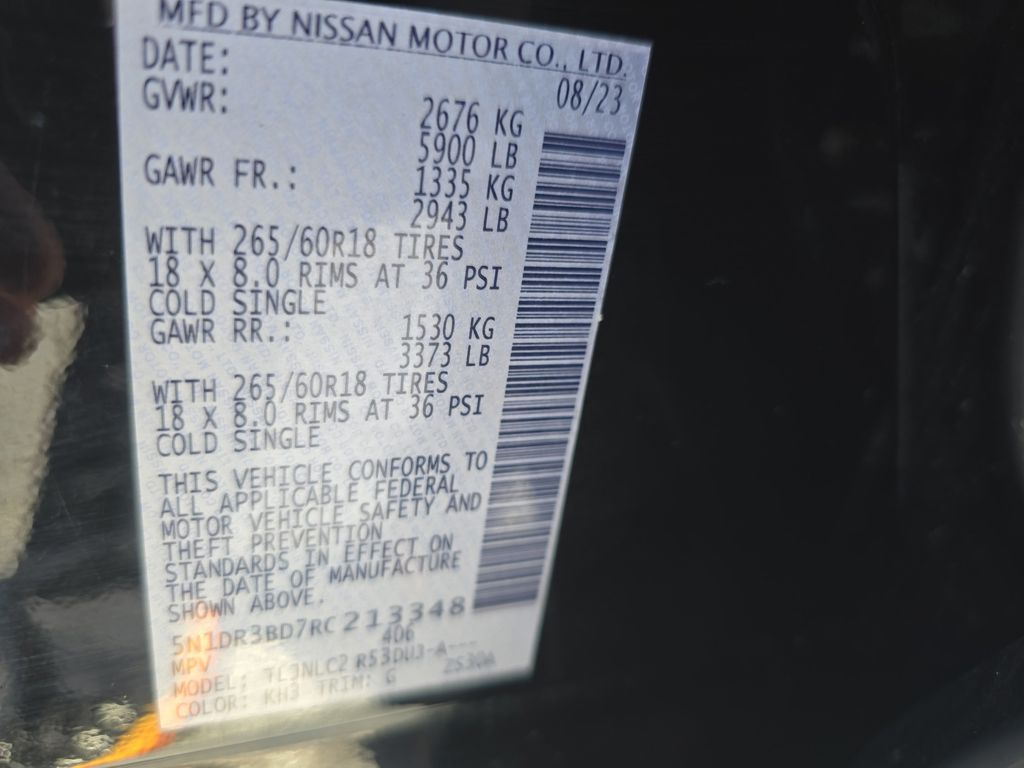 MFD BY NISSAN MOTOR CO., LTD.
DATE: 08/23
GVWR: 2676 KG
5900 LB
GAWR FR.: 1335 KG
2943 LB
WITH 265/60R18 TIRES
18 X 8.0 RIMS AT 36 PSI
COLD SINGLE
GAWR RR.: 1530 KG
3373 LB
WITH 265/60R18 TIRES
18 X 8.0 RIMS AT 36 PSI
COLD SINGLE
THIS VEHICLE CONFORMS TO
ALL APPLICABLE FEDERAL
MOTOR VEHICLE SAFETY AND
THEFT PREVENTION
STANDARDS IN EFFECT ON
THE DATE OF MANUFACTURE
SHOWN ABOVE.
5N1DR3BD7RC213348
MPV 406
MODEL: TL3NLC2 R53DUJ-A---
COLOR: KH3 TRIM: G